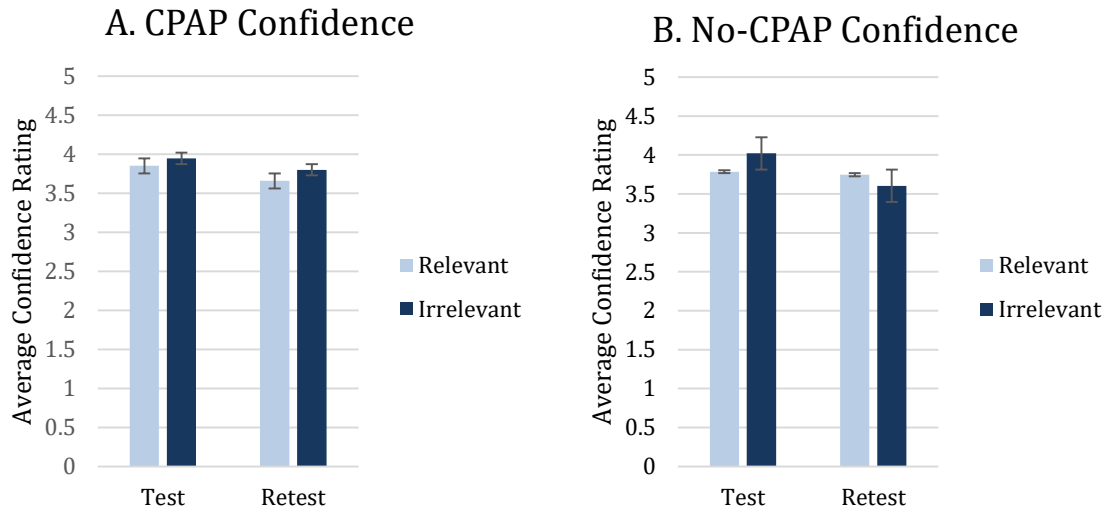 A. CPAP Confidence
5
4.5
4
3.5
3
2.5
2
1.5
1
0.5
0
Average Confidence Rating
Test
Retest
Relevant
Irrelevant
B. No-CPAP Confidence
5
4.5
4
3.5
3
2.5
2
1.5
1
0.5
0
Average Confidence Rating
Test
Retest
Relevant
Irrelevant